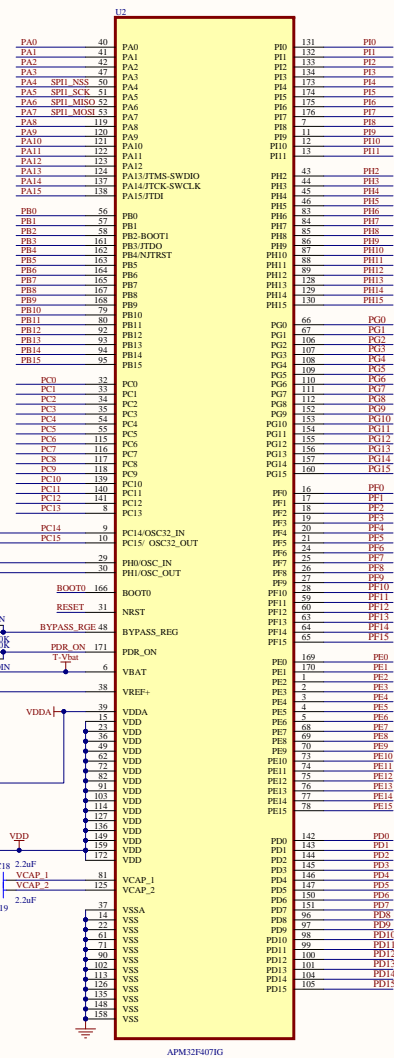 U2
PA0 40 PA0
PA1 41 PA1
PA2 42 PA2
PA3 47 PA3
PA4 SPI1_NSS 50 PA4
PA5 SPI1_SCK 51 PA5
PA6 SPI1_MISO 52 PA6
PA7 SPI1_MOSI 53 PA7
PA8 119 PA8
PA9 120 PA9
PA10 121 PA10
PA11 122 PA11
PA12 123 PA12
PA13 124 PA13/JTMS-SWDIO
PA14 137 PA14/JTCK-SWCLK
PA15 138 PA15/JTDI
PB0 56 PB0
PB1 57 PB1
PB2 58 PB2-BOOT1
PB3 161 PB3/JTDO
PB4 162 PB4/NJTRST
PB5 163 PB5
PB6 164 PB6
PB7 165 PB7
PB8 167 PB8
PB9 168 PB9
PB10 79 PB10
PB11 80 PB11
PB12 92 PB12
PB13 93 PB13
PB14 94 PB14
PB15 95 PB15
PC0 32 PC0
PC1 33 PC1
PC2 34 PC2
PC3 35 PC3
PC4 54 PC4
PC5 55 PC5
PC6 115 PC6
PC7 116 PC7
PC8 117 PC8
PC9 118 PC9
PC10 139 PC10
PC11 140 PC11
PC12 141 PC12
PC13 8 PC13
PC14 9 PC14/OSC32_IN
PC15 10 PC15/ OSC32_OUT
29 PH0/OSC_IN
30 PH1/OSC_OUT
BOOT0 166 BOOT0
RESET 31 NRST
BYPASS_RGE 48 BYPASS_REG
PDR_ON 171 PDR_ON
T-Vbat
6 VBAT
38 VREF+
VDDA 39 VDDA
15 VDD
23 VDD
36 VDD
49 VDD
62 VDD
72 VDD
82 VDD
91 VDD
103 VDD
114 VDD
127 VDD
136 VDD
149 VDD
VDD 159 VDD
172 VDD
2.2uF
VCAP_1 81 VCAP_1
VCAP_2 125 VCAP_2
2.2uF
37 VSSA
14 VSS
22 VSS
61 VSS
71 VSS
90 VSS
102 VSS
113 VSS
126 VSS
135 VSS
148 VSS
158 VSS
PI0 131 PI0
PI1 132 PI1
PI2 133 PI2
PI3 134 PI3
PI4 173 PI4
PI5 174 PI5
PI6 175 PI6
PI7 176 PI7
PI8 7 PI8
PI9 11 PI9
PI10 12 PI10
PI11 13 PI11
PH2 43 PH2
PH3 44 PH3
PH4 45 PH4
PH5 46 PH5
PH6 83 PH6
PH7 84 PH7
PH8 85 PH8
PH9 86 PH9
PH10 87 PH10
PH11 88 PH11
PH12 89 PH12
PH13 128 PH13
PH14 129 PH14
PH15 130 PH15
PG0 66 PG0
PG1 67 PG1
PG2 106 PG2
PG3 107 PG3
PG4 108 PG4
PG5 109 PG5
PG6 110 PG6
PG7 111 PG7
PG8 112 PG8
PG9 152 PG9
PG10 153 PG10
PG11 154 PG11
PG12 155 PG12
PG13 156 PG13
PG14 157 PG14
PG15 160 PG15
PF0 16 PF0
PF1 17 PF1
PF2 18 PF2
PF3 19 PF3
PF4 20 PF4
PF5 21 PF5
PF6 24 PF6
PF7 25 PF7
PF8 26 PF8
PF9 27 PF9
PF10 28 PF10
PF11 59 PF11
PF12 60 PF12
PF13 63 PF13
PF14 64 PF14
PF15 65 PF15
PE0 169 PE0
PE1 170 PE1
PE2 1 PE2
PE3 2 PE3
PE4 3 PE4
PE5 4 PE5
PE6 5 PE6
PE7 68 PE7
PE8 69 PE8
PE9 70 PE9
PE10 73 PE10
PE11 74 PE11
PE12 75 PE12
PE13 76 PE13
PE14 77 PE14
PE15 78 PE15
PD0 142 PD0
PD1 143 PD1
PD2 144 PD2
PD3 145 PD3
PD4 146 PD4
PD5 147 PD5
PD6 150 PD6
PD7 151 PD7
PD8 96 PD8
PD9 97 PD9
PD10 98 PD10
PD11 99 PD11
PD12 100 PD12
PD13 101 PD13
PD14 104 PD14
PD15 105 PD15
APM32F407IG